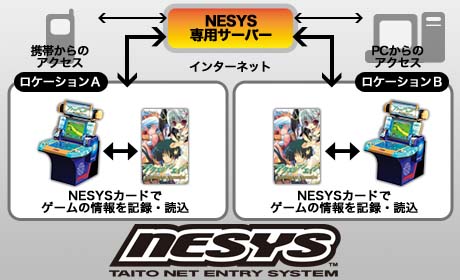 NESYS
専用サーバー
携帯からの
アクセス
PCからの
アクセス
インターネット
ロケーションA
ロケーションB
NESYSカードで
ゲームの情報を記録・読込
NESYSカードで
ゲームの情報を記録・読込
nesys™
TAITO NET ENTRY SYSTEM